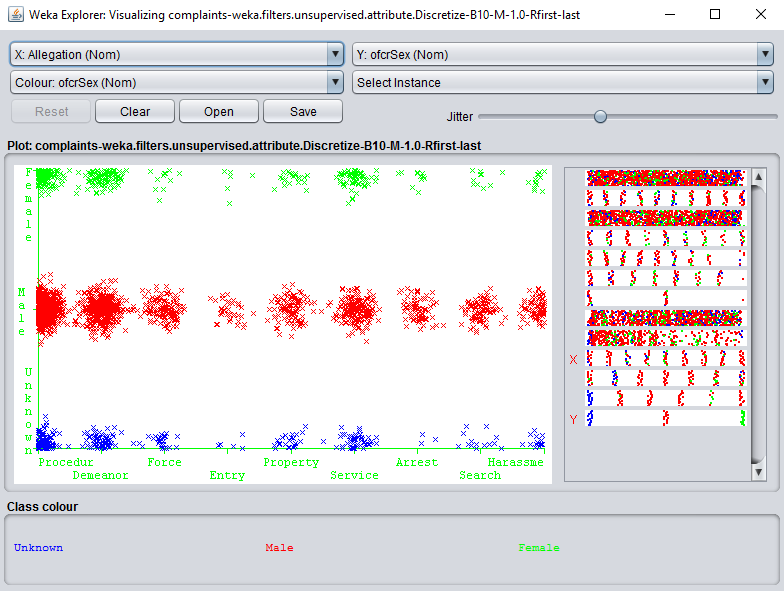 Weka Explorer: Visualizing complaints-weka.filters.unsupervised.attribute.Discretize-B10-M-1.0-Rfirst-last
X: Allegation (Nom) Y: ofcrSex (Nom)
Colour: ofcrSex (Nom) Select Instance
Reset Clear Open Save Jitter
Plot: complaints-weka.filters.unsupervised.attribute.Discretize-B10-M-1.0-Rfirst-last
Female
Male
Unknown
Procedur Force Property Arrest Harassme
Demeanor Entry Service Search
X
Y
Class colour
Unknown Male Female